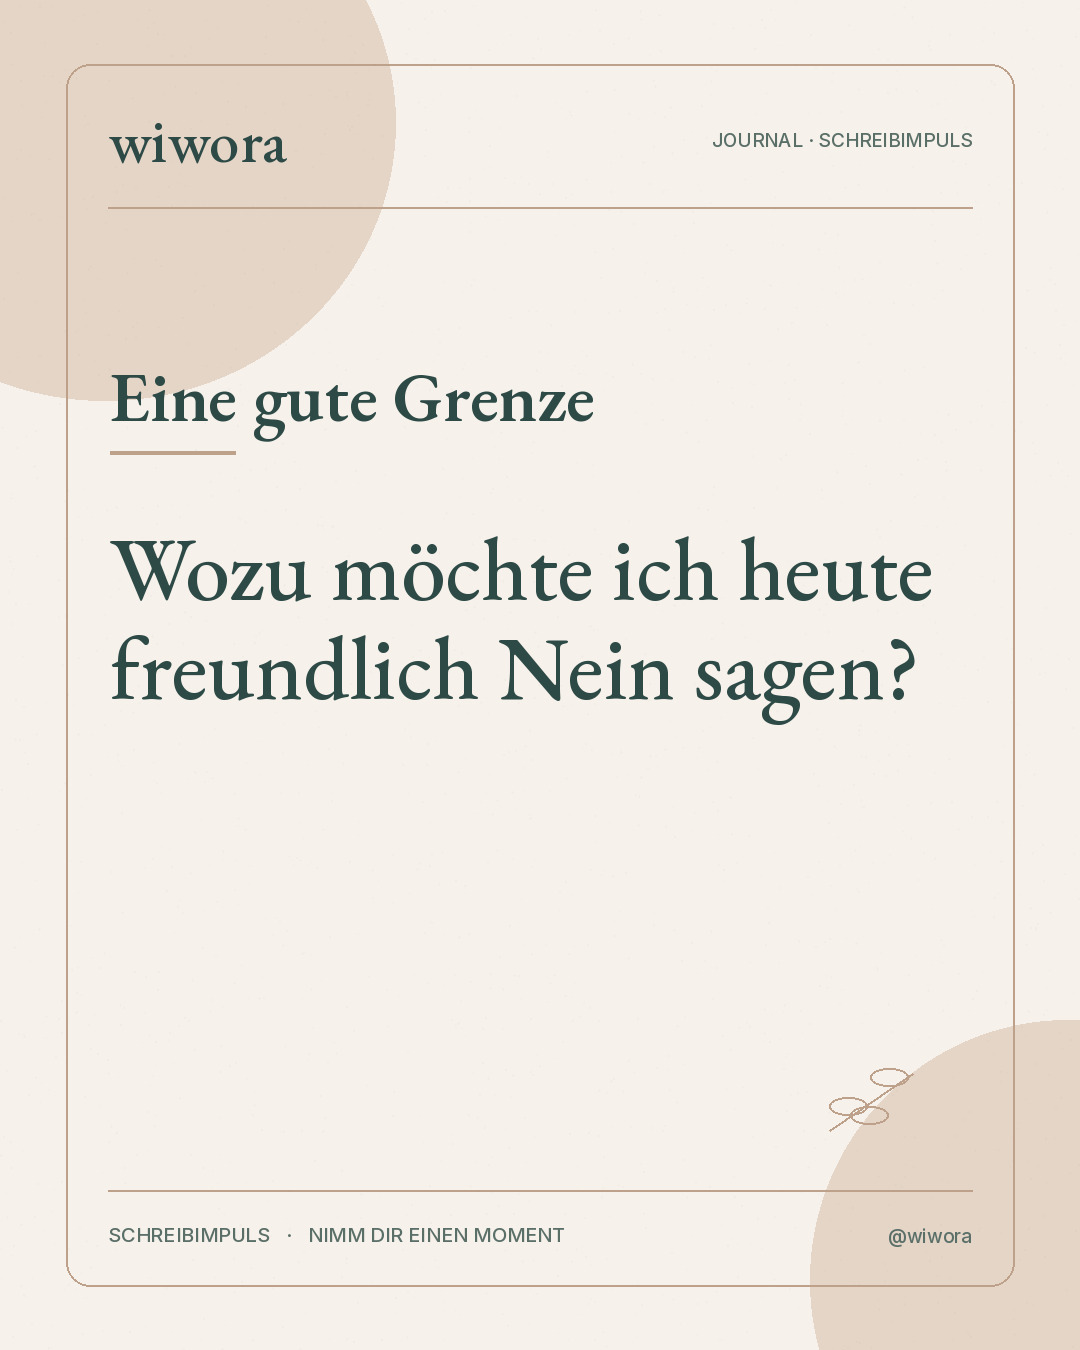 wiwora
JOURNAL · SCHREIBIMPULS
Eine gute Grenze
Wozu möchte ich heute
freundlich Nein sagen?
SCHREIBIMPULS · NIMM DIR EINEN MOMENT
@wiwora